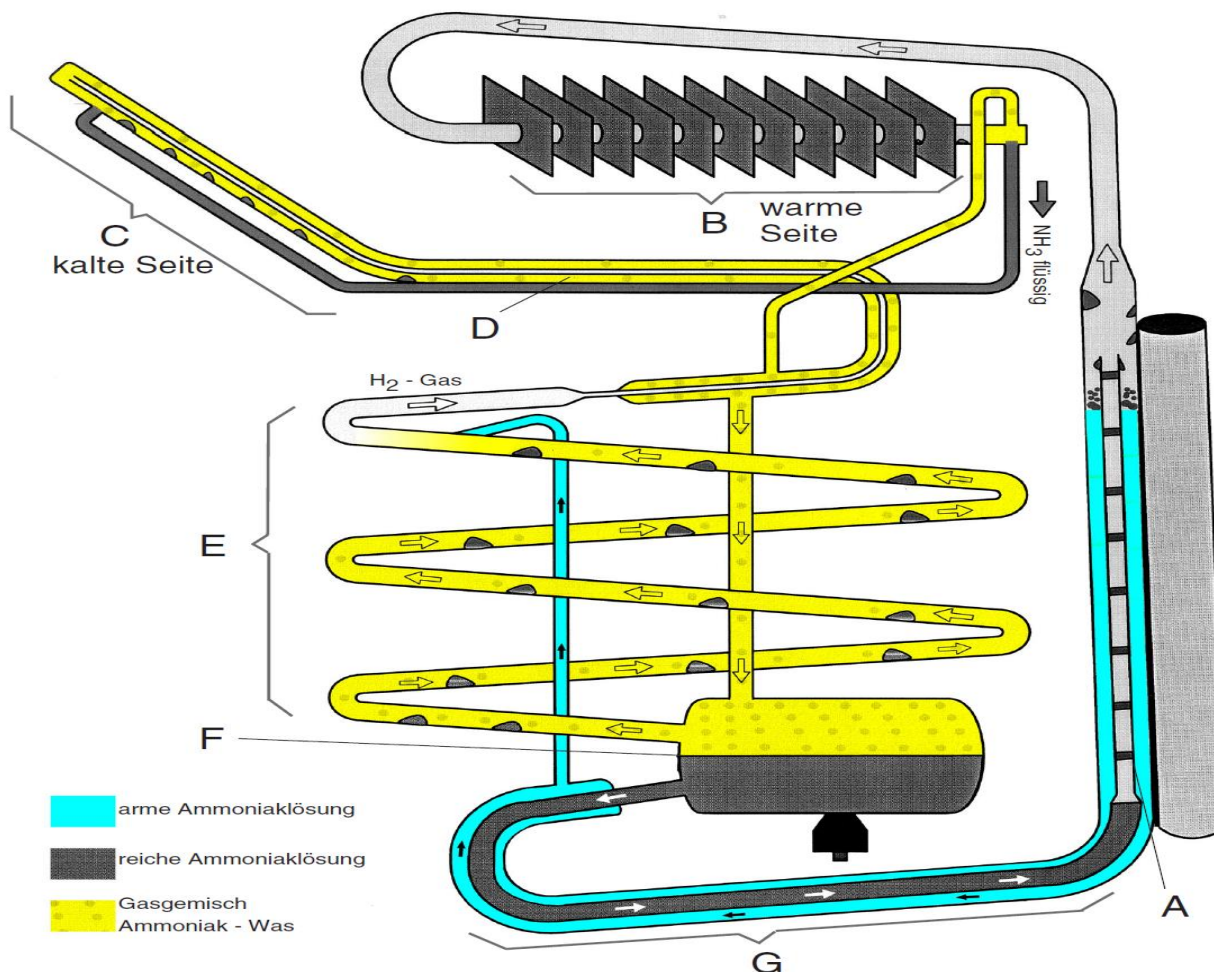 B
warme
Seite
C
kalte Seite
NH3 flüssig
D
H2 - Gas
E
F
arme Ammoniaklösung
reiche Ammoniaklösung
Gasgemisch
Ammoniak - Was
A
G